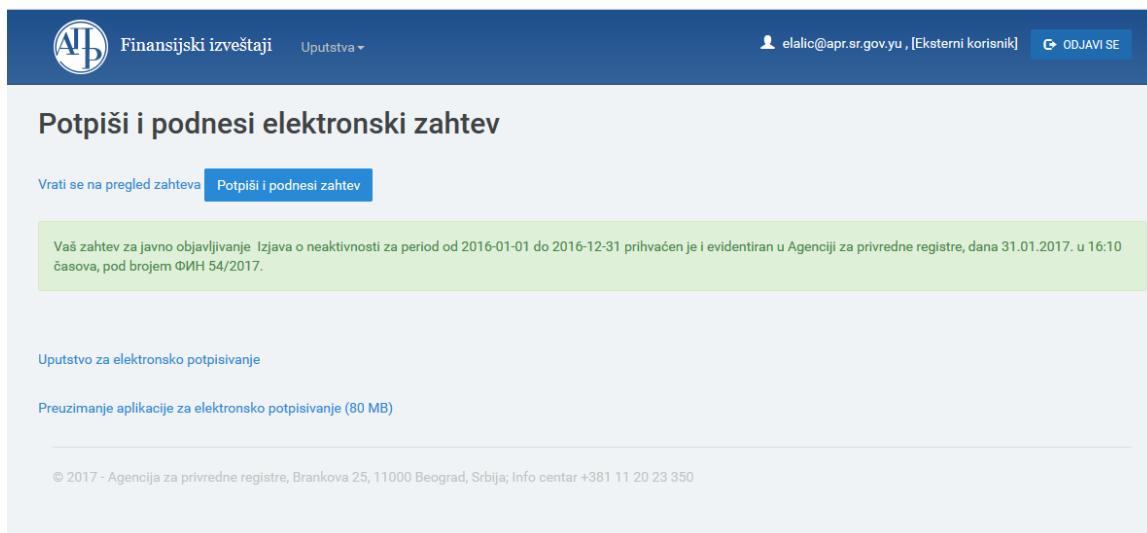 АПР Finansijski izveštaji Uputstva elalic@apr.sr.gov.yu , [Eksterni korisnik] ODJAVI SE
Potpiši i podnesi elektronski zahtev
Vrati se na pregled zahteva Potpiši i podnesi zahtev
Vaš zahtev za javno objavljivanje Izjava o neaktivnosti za period od 2016-01-01 do 2016-12-31 prihvaćen je i evidentiran u Agenciji za privredne registre, dana 31.01.2017. u 16:10
časova, pod brojem ФИН 54/2017.
Uputstvo za elektronsko potpisivanje
Preuzimanje aplikacije za elektronsko potpisivanje (80 MB)
© 2017 - Agencija za privredne registre, Brankova 25, 11000 Beograd, Srbija; Info centar +381 11 20 23 350